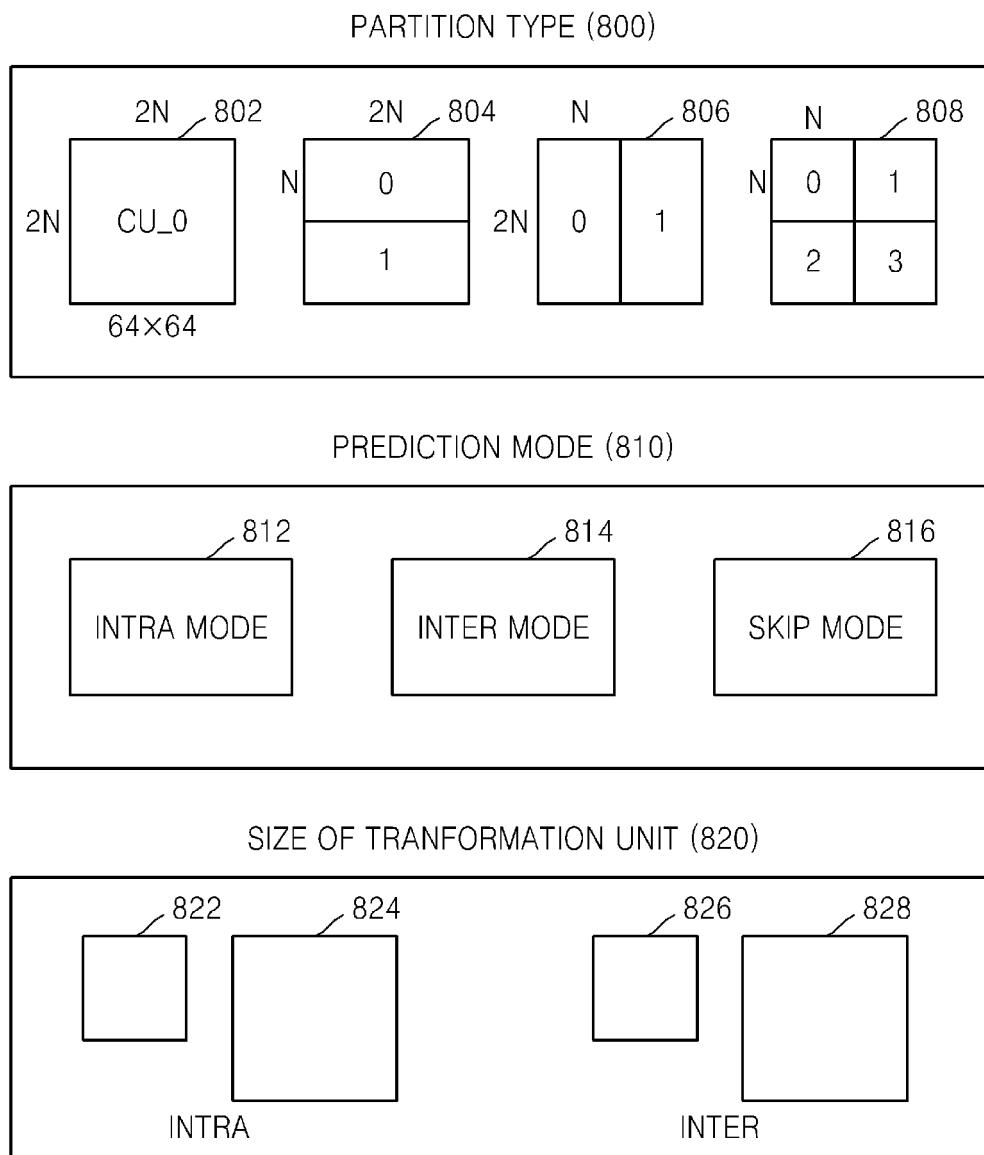 PARTITION TYPE (800)
2N 802 2N 804 N 806 N 808
2N CU_0 N 0 1 2N 0 1 N 0 1 2 3
64×64
PREDICTION MODE (810)
812 814 816
INTRA MODE INTER MODE SKIP MODE
SIZE OF TRANFORMATION UNIT (820)
822 824 826 828
INTRA INTER